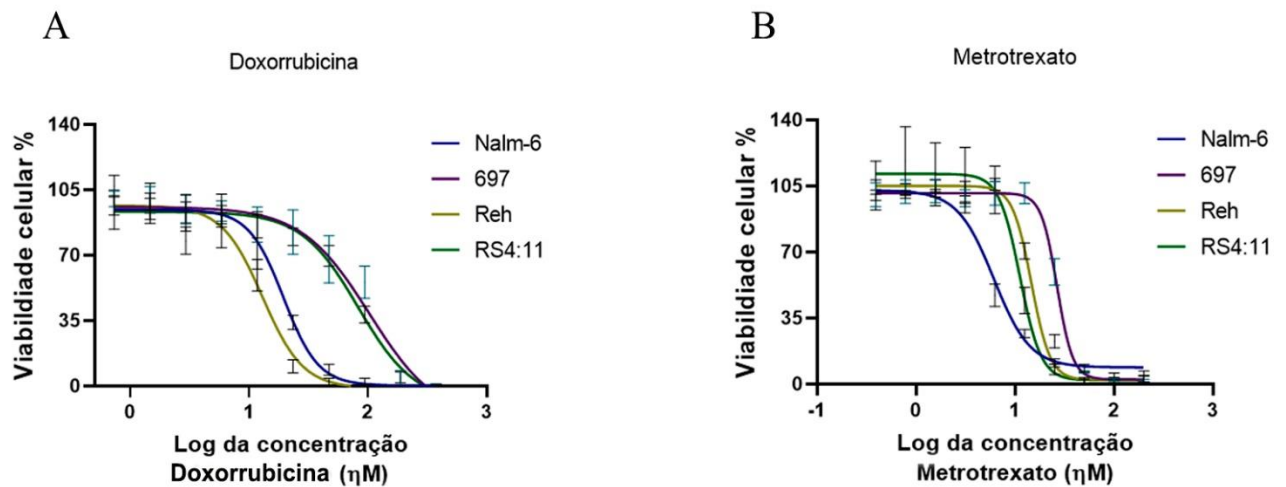 A
Doxorrubicina
Viabildiade celular %
140
105
70
35
0
0
1
2
3
Log da concentração
Doxorrubicina (ηM)
Nalm-6
697
Reh
RS4:11
B
Metrotrexato
Viabildiade celular %
140
105
70
35
0
-1
0
1
2
3
Log da concentração
Metrotrexato (ηM)
Nalm-6
697
Reh
RS4:11